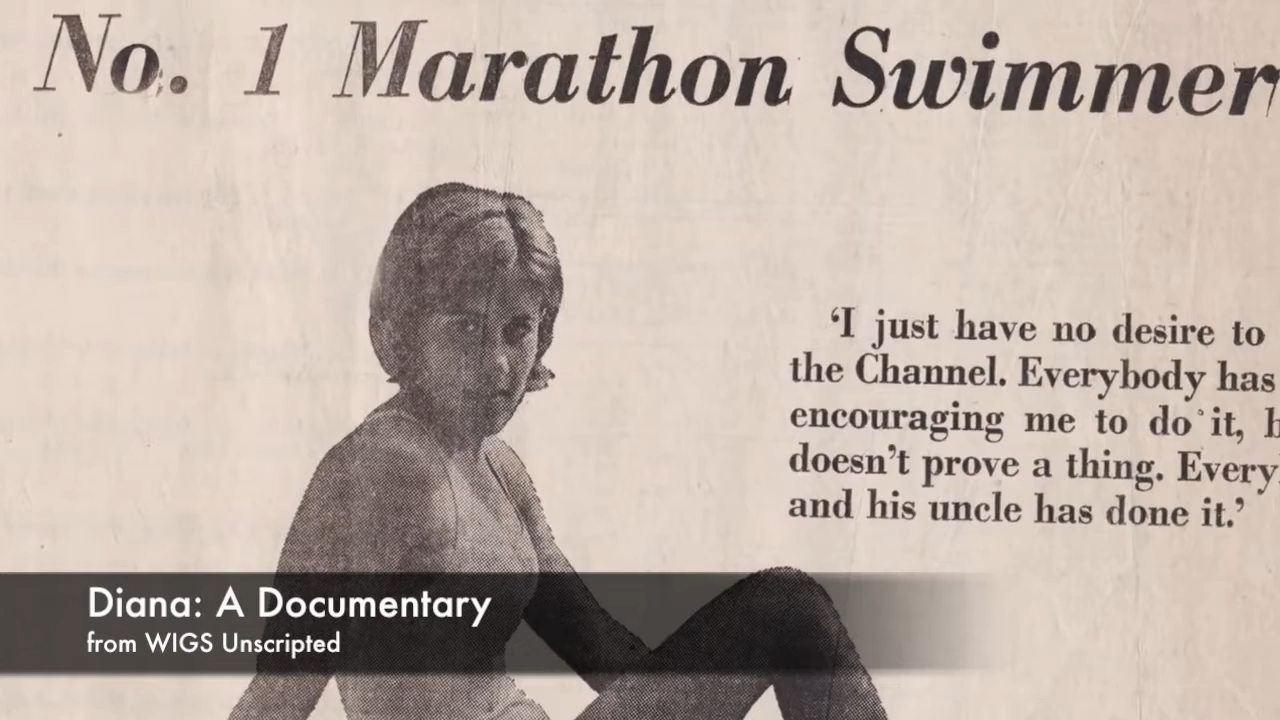 No. 1 Marathon Swimmer
‘I just have no desire to
the Channel. Everybody has
encouraging me to do it,
doesn’t prove a thing.
and his uncle has done it.’
Diana: A Documentary
from WIGS Unscripted